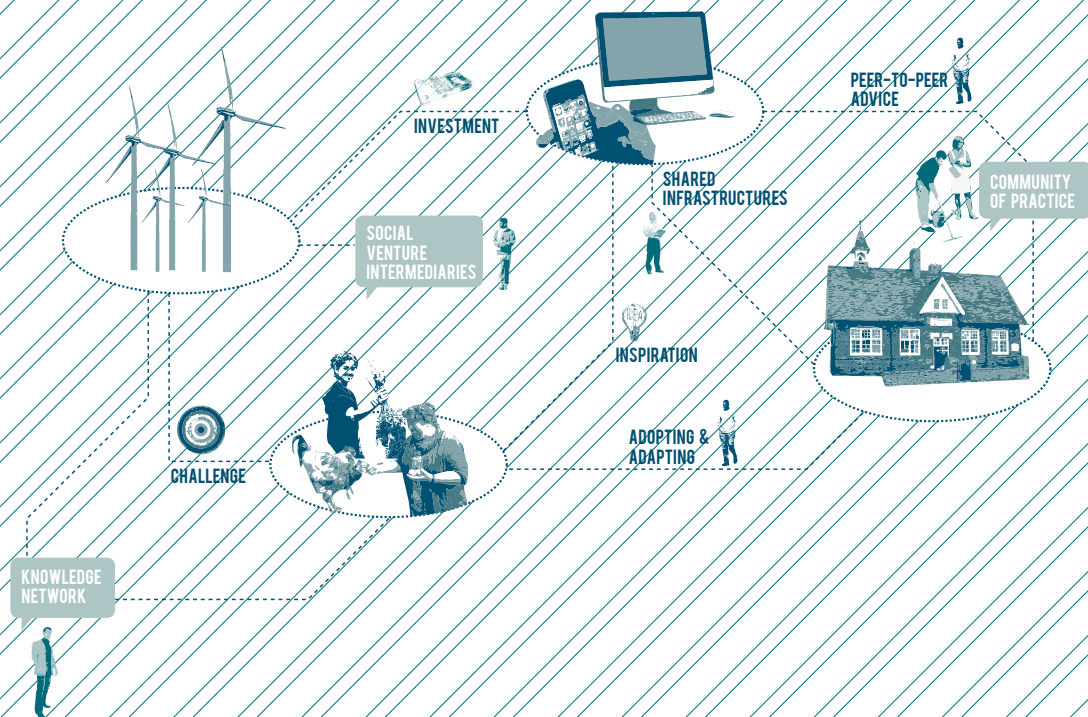 PEER-TO-PEER
ADVICE
INVESTMENT
SHARED
INFRASTRUCTURES
COMMUNITY
OF PRACTICE
SOCIAL
VENTURE
INTERMEDIARIES
IDEA
INSPIRATION
ADOPTING &
ADAPTING
CHALLENGE
KNOWLEDGE
NETWORK